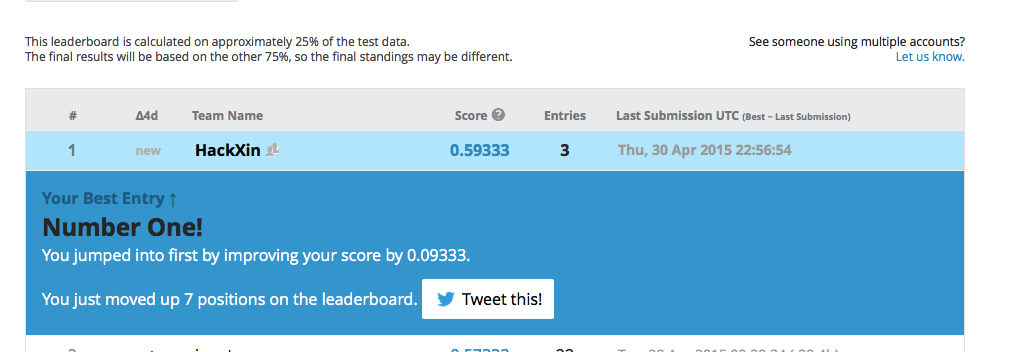 This leaderboard is calculated on approximately 25% of the test data.
The final results will be based on the other 75%, so the final standings may be different.
See someone using multiple accounts?
Let us know.
# Δ4d Team Name Score ? Entries Last Submission UTC (Best – Last Submission)
1 new HackXin 0.59333 3 Thu, 30 Apr 2015 22:56:54
Your Best Entry ↑
Number One!
You jumped into first by improving your score by 0.09333.
You just moved up 7 positions on the leaderboard. Tweet this!